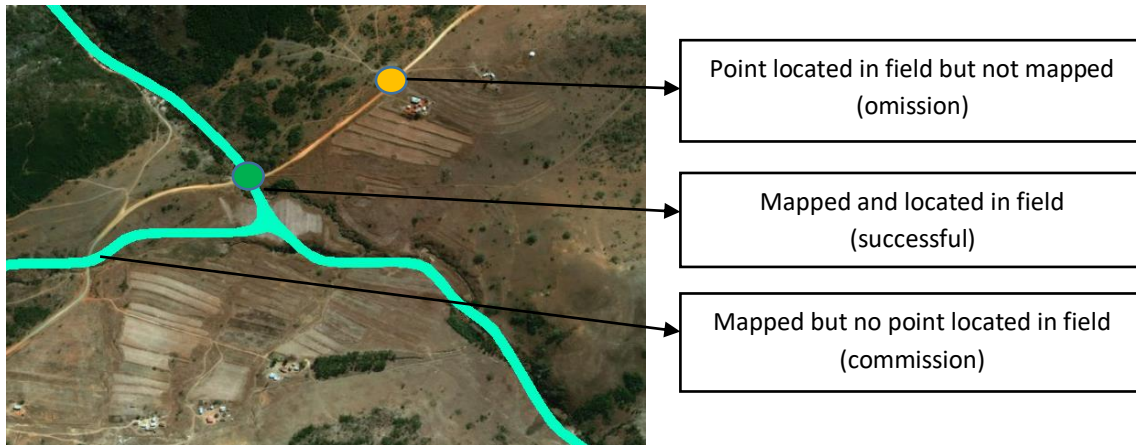 Point located in field but not mapped
(omission)
Mapped and located in field
(successful)
Mapped but no point located in field
(commission)